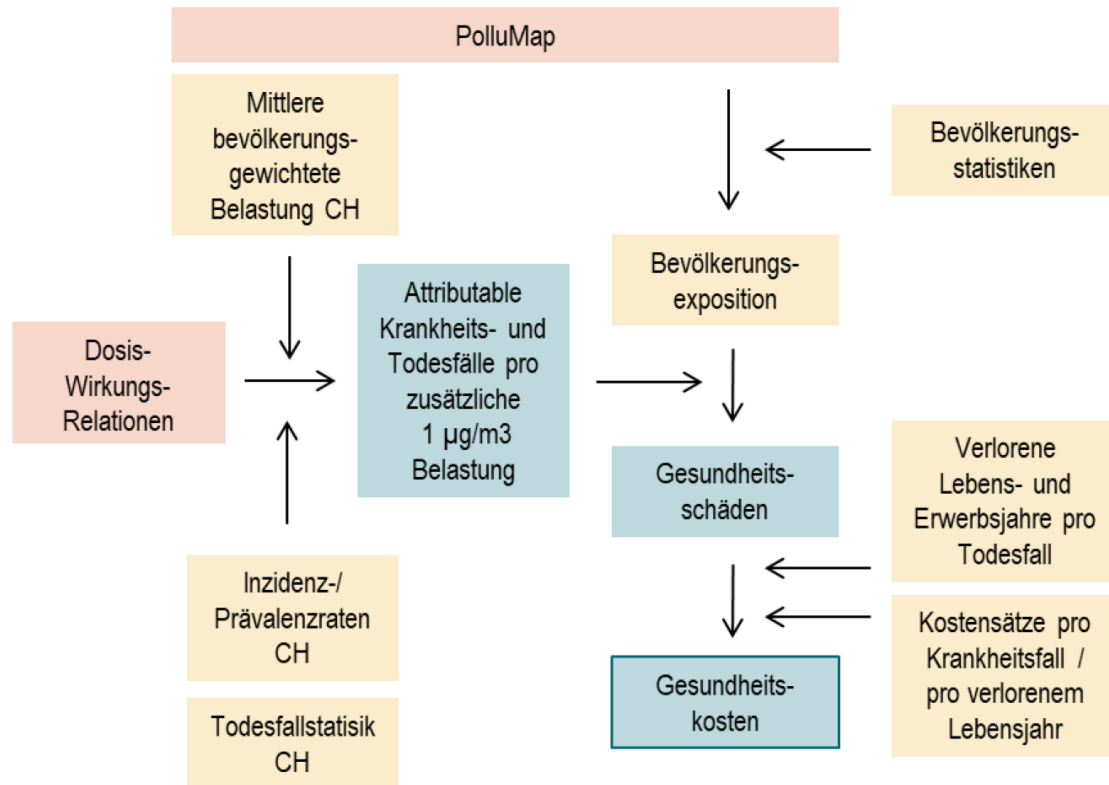 PolluMap
Mittlere
bevölkerungs-
gewichtete
Belastung CH
Bevölkerungs-
statistiken
Bevölkerungs-
exposition
Attributable
Krankheits- und
Todesfälle pro
zusätzliche
1 µg/m3
Belastung
Dosis-
Wirkungs-
Relationen
Gesundheits-
schäden
Verlorene
Lebens- und
Erwerbsjahre pro
Todesfall
Inzidenz-/
Prävalenzraten
CH
Kostensätze pro
Krankheitsfall /
pro verlorenem
Lebensjahr
Gesundheits-
kosten
Todesfallstatisik
CH